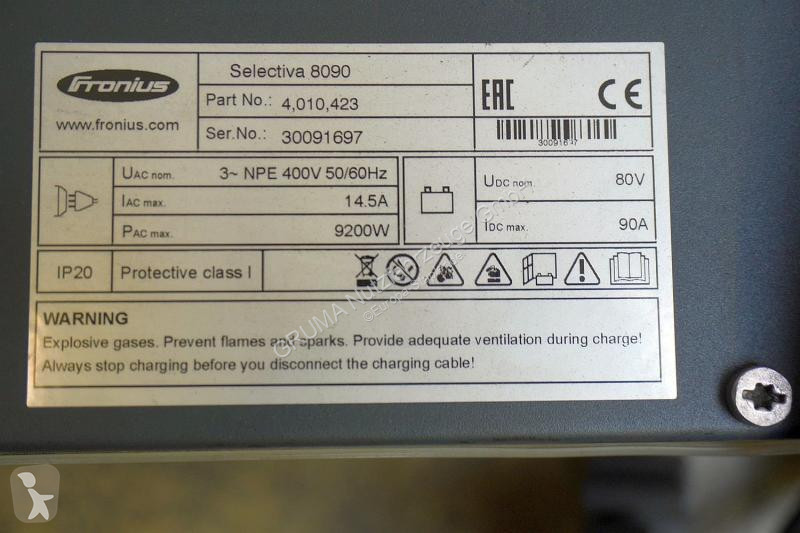 Fronius
www.fronius.com
Selectiva 8090
Part No.: 4,010,423
Ser.No.: 30091697
EAC CE
UAC nom. 3~ NPE 400V 50/60Hz
IAC max. 14.5A
PAC max. 9200W
UDC nom. 80V
IDC max. 90A
IP20 Protective class I
WARNING
Explosive gases. Prevent flames and sparks. Provide adequate ventilation during charge!
Always stop charging before you disconnect the charging cable!
GRUMA Nutzfahrzeuge GmbH